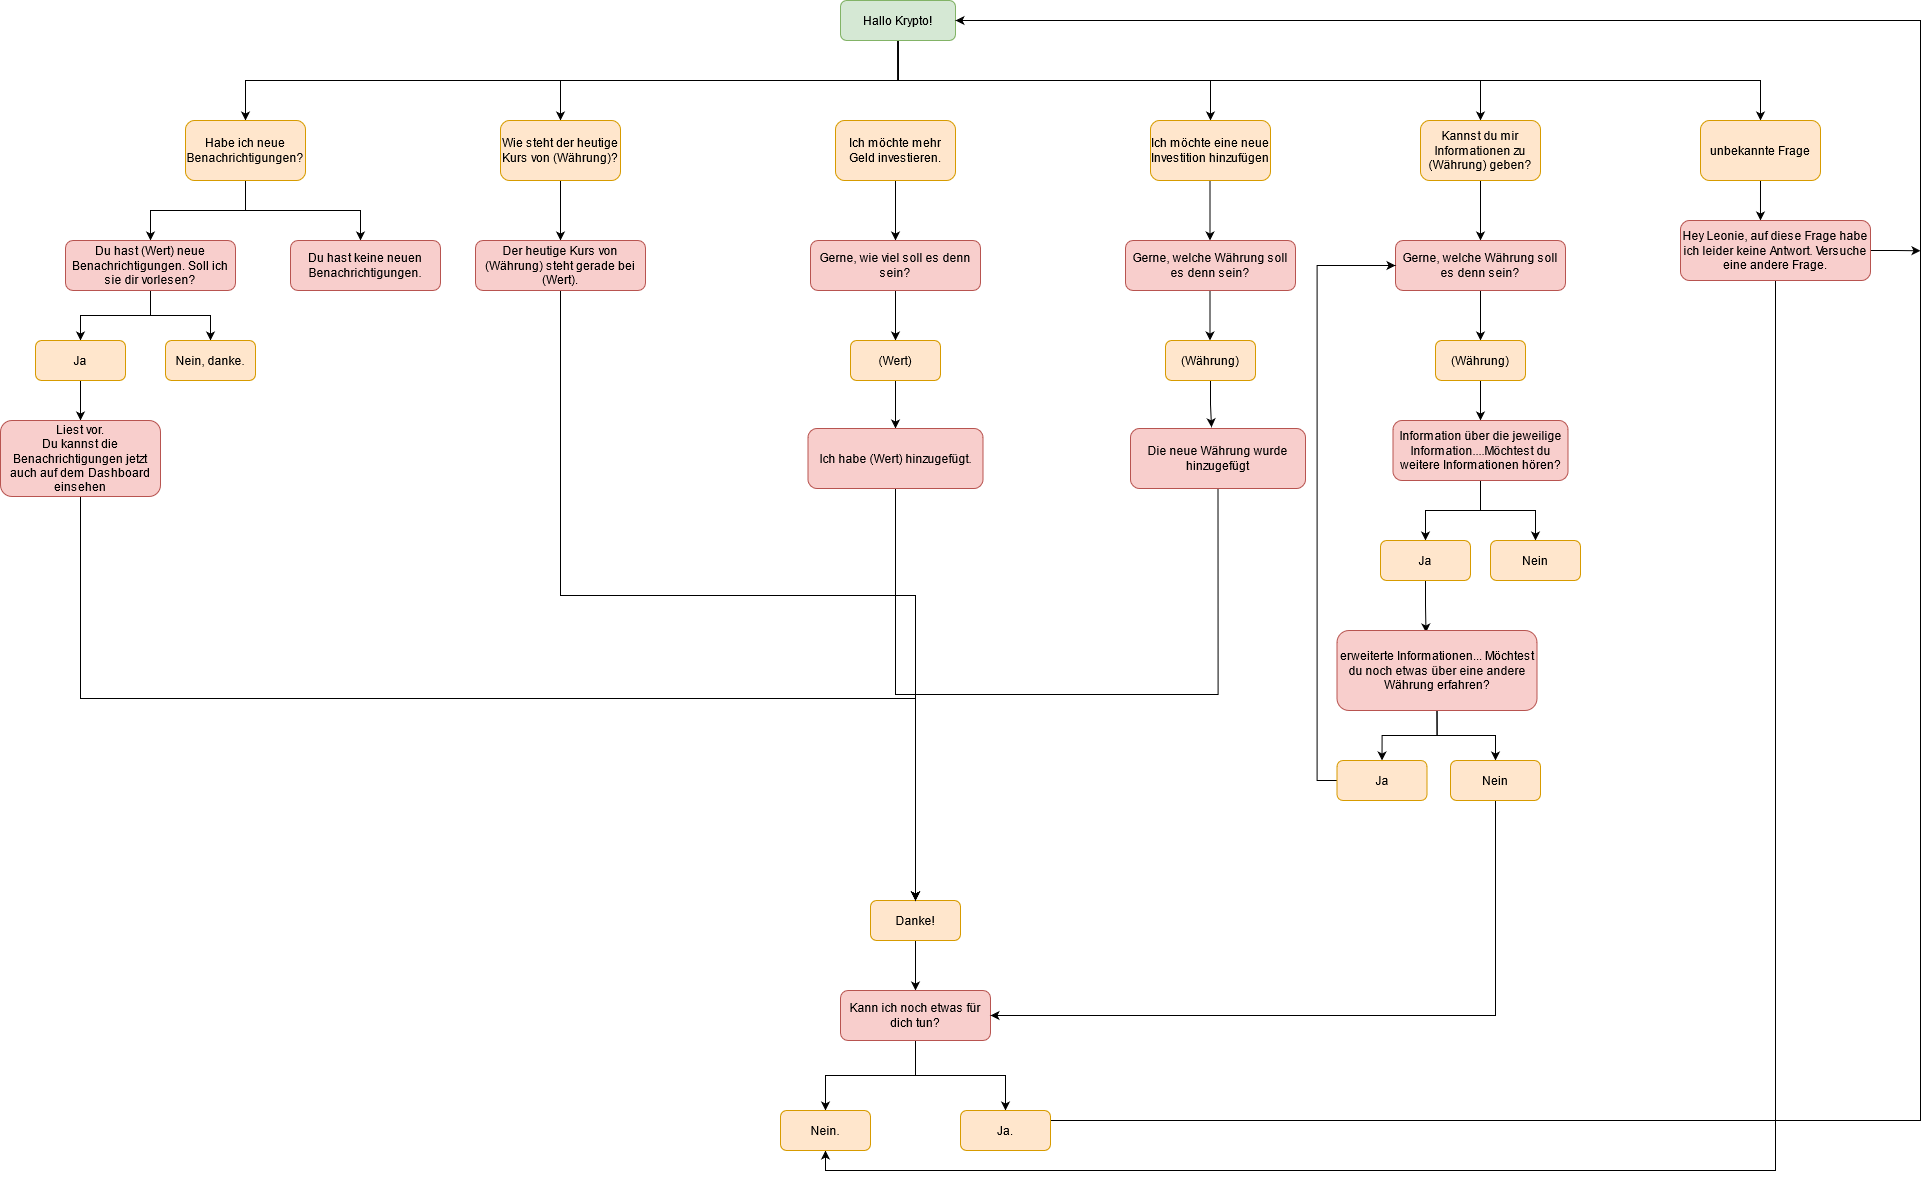 Hallo Krypto!
Habe ich neue
Benachrichtigungen?
Wie steht der heutige
Kurs von (Währung)?
Ich möchte mehr
Geld investieren.
Ich möchte eine neue
Investition hinzufügen
Kannst du mir
Informationen zu
(Währung) geben?
unbekannte Frage
Du hast (Wert) neue
Benachrichtigungen. Soll ich
sie dir vorlesen?
Du hast keine neuen
Benachrichtigungen.
Der heutige Kurs von
(Währung) steht gerade bei
(Wert).
Gerne, wie viel soll es denn
sein?
Gerne, welche Währung soll
es denn sein?
Gerne, welche Währung soll
es denn sein?
Hey Leonie, auf diese Frage habe
ich leider keine Antwort. Versuche
eine andere Frage.
Ja
Nein, danke.
(Wert)
(Währung)
(Währung)
Liest vor.
Du kannst die
Benachrichtigungen jetzt
auch auf dem Dashboard
einsehen
Ich habe (Wert) hinzugefügt.
Die neue Währung wurde
hinzugefügt
Information über die jeweilige
Information....Möchtest du
weitere Informationen hören?
Ja
Nein
erweiterte Informationen... Möchtest
du noch etwas über eine andere
Währung erfahren?
Ja
Nein
Danke!
Kann ich noch etwas für
dich tun?
Nein.
Ja.